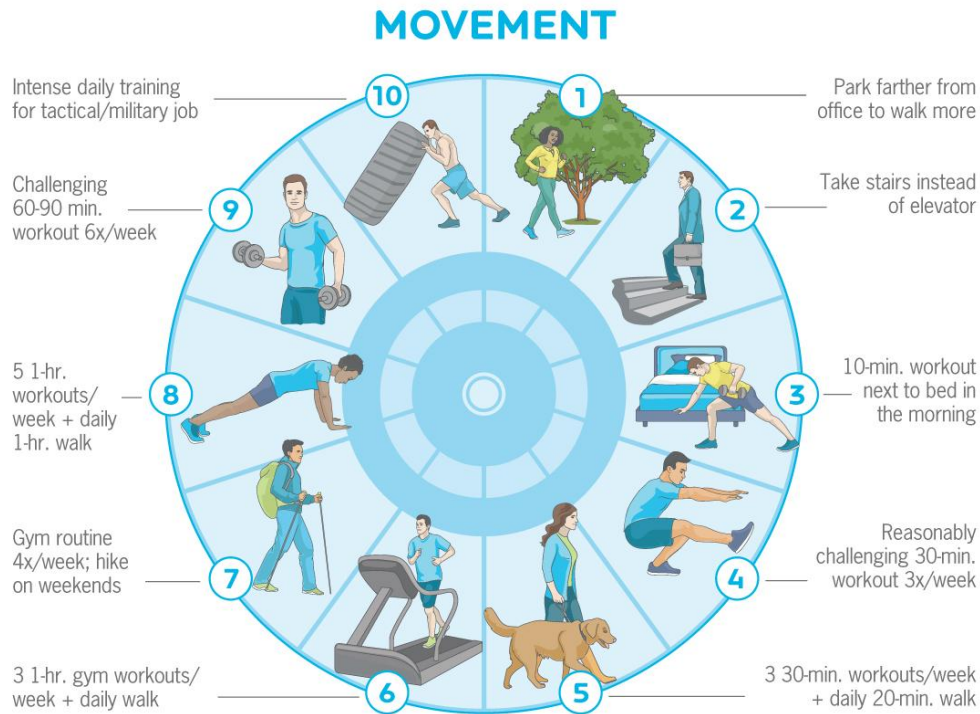 MOVEMENT
1
Park farther from
office to walk more
2
Take stairs instead
of elevator
3
10-min. workout
next to bed in
the morning
4
Reasonably
challenging 30-min.
workout 3x/week
5
3 30-min. workouts/week
+ daily 20-min. walk
6
3 1-hr. gym workouts/
week + daily walk
7
Gym routine
4x/week; hike
on weekends
8
5 1-hr.
workouts/
week + daily
1-hr. walk
9
Challenging
60-90 min.
workout 6x/week
10
Intense daily training
for tactical/military job